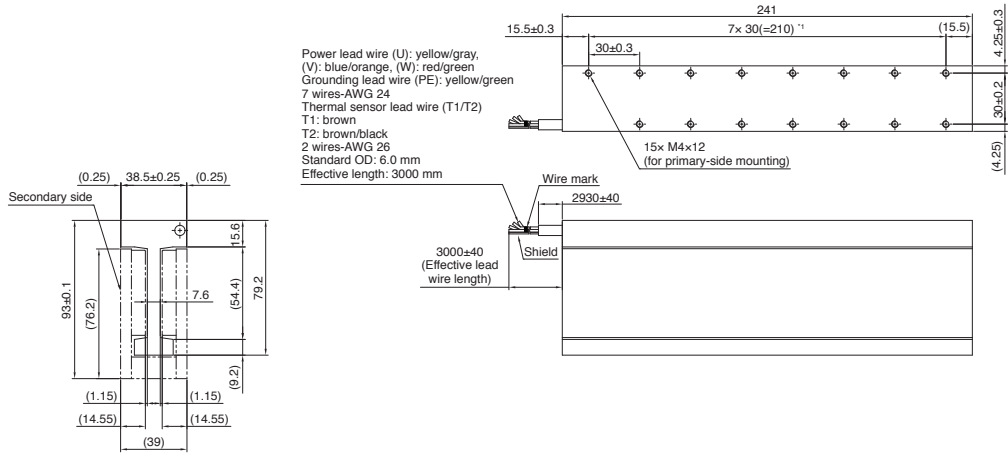 241
15.5±0.3
7× 30(=210) *1
(15.5)
4.25±0.3
30±0.3
30±0.2
(4.25)
15× M4×12
(for primary-side mounting)
Power lead wire (U): yellow/gray,
(V): blue/orange, (W): red/green
Grounding lead wire (PE): yellow/green
7 wires-AWG 24
Thermal sensor lead wire (T1/T2)
T1: brown
T2: brown/black
2 wires-AWG 26
Standard OD: 6.0 mm
Effective length: 3000 mm
Wire mark
2930±40
Shield
3000±40
(Effective lead
wire length)
(0.25)
38.5±0.25
(0.25)
Secondary side
15.6
93±0.1
(76.2)
7.6
(54.4)
79.2
(9.2)
(1.15)
(1.15)
(14.55)
(14.55)
(39)